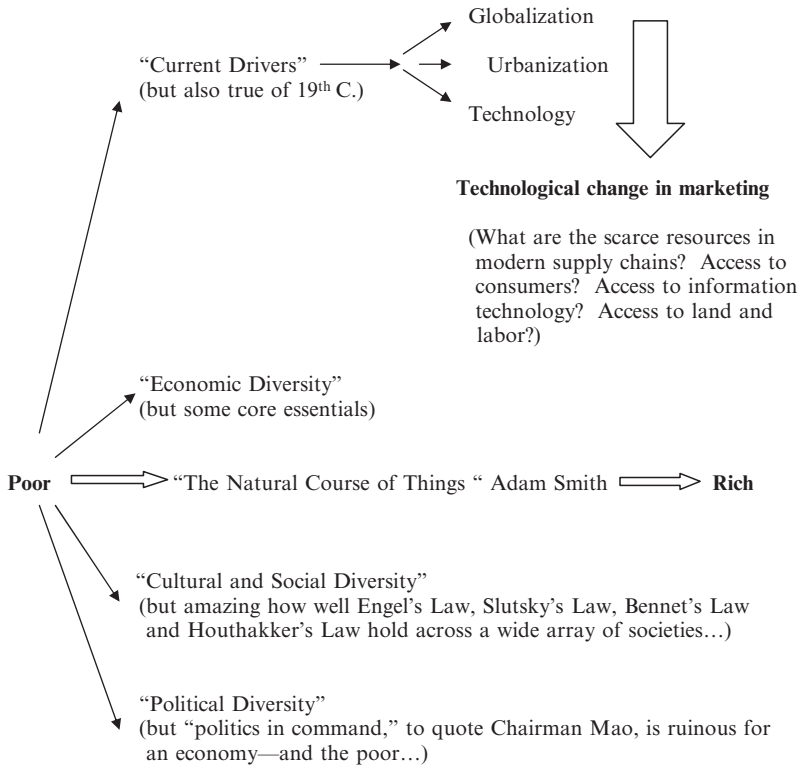 Globalization
“Current Drivers”
(but also true of 19th C.)
Urbanization
Technology
Technological change in marketing
(What are the scarce resources in
modern supply chains? Access to
consumers? Access to information
technology? Access to land and
labor?)
“Economic Diversity”
(but some core essentials)
Poor “The Natural Course of Things “ Adam Smith Rich
“Cultural and Social Diversity”
(but amazing how well Engel’s Law, Slutsky’s Law, Bennet’s Law
and Houthakker’s Law hold across a wide array of societies…)
“Political Diversity”
(but “politics in command,” to quote Chairman Mao, is ruinous for
an economy—and the poor…)